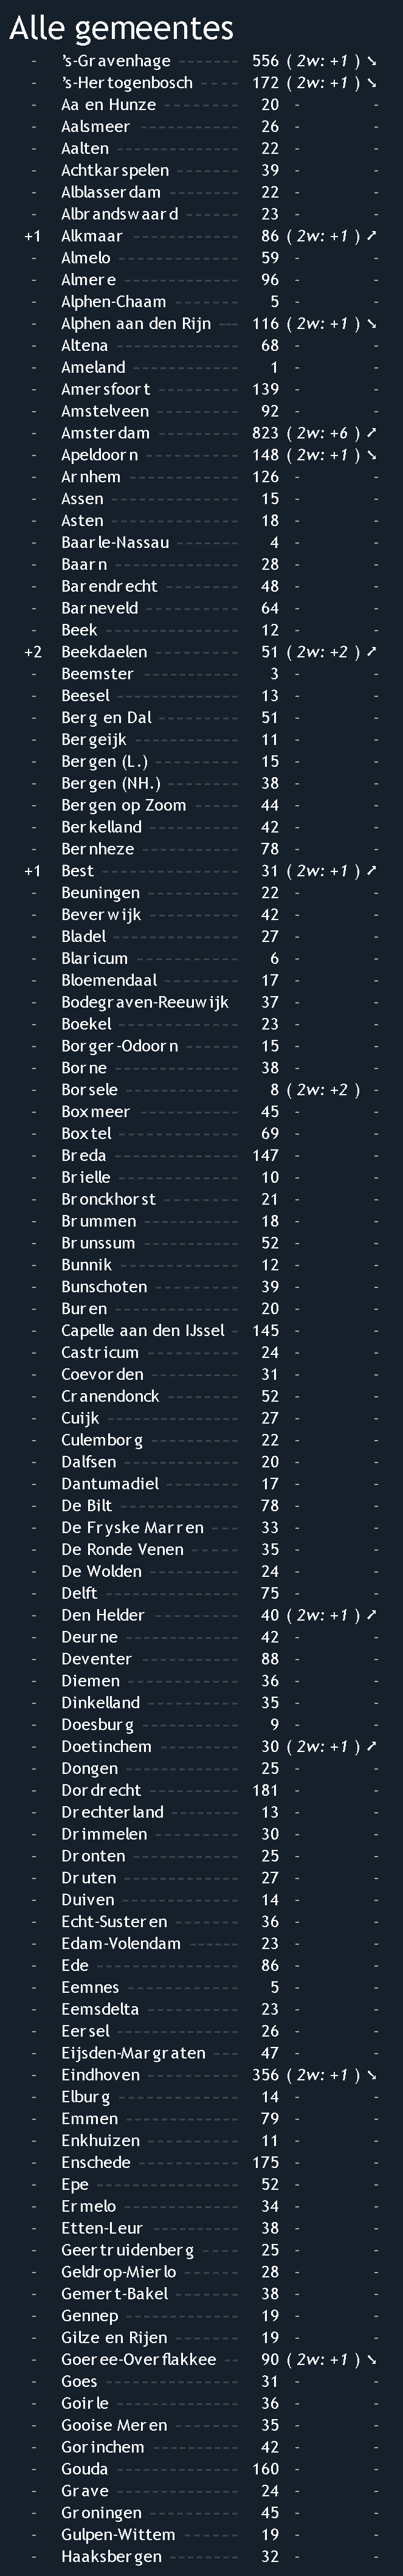 Alle gemeentes
- 's-Gravenhage 556 ( 2w: +1 ) ➘
- 's-Hertogenbosch 172 ( 2w: +1 ) ➘
- Aa en Hunze ------- 20 - -
- Aalsmeer --------- 26 - -
- Aalten ----------- 22 - -
- Achtkarspelen ----- 39 - -
- Alblasserdam ------ 22 - -
- Albrandswaard ---- 23 - -
+1 Alkmaar ---------- 86 ( 2w: +1 ) ➚
- Almelo ----------- 59 - -
- Almere ----------- 96 - -
- Alphen-Chaam ----- 5 - -
- Alphen aan den Rijn -- 116 ( 2w: +1 ) ➘
- Altena ----------- 68 - -
- Ameland ---------- 1 - -
- Amersfoort ------- 139 - -
- Amstelveen ------- 92 - -
- Amsterdam ------- 823 ( 2w: +6 ) ➚
- Apeldoorn -------- 148 ( 2w: +1 ) ➘
- Arnhem ---------- 126 - -
- Assen ------------ 15 - -
- Asten ------------ 18 - -
- Baarle-Nassau ----- 4 - -
- Baarn ------------ 28 - -
- Barendrecht ------ 48 - -
- Barneveld -------- 64 - -
- Beek ------------- 12 - -
+2 Beekdaelen ------- 51 ( 2w: +2 ) ➚
- Beemster --------- 3 - -
- Beesel ----------- 13 - -
- Berg en Dal ------- 51 - -
- Bergeijk --------- 11 - -
- Bergen (L.) ------- 15 - -
- Bergen (NH.) ------ 38 - -
- Bergen op Zoom ---- 44 - -
- Berkelland -------- 42 - -
- Bernheze --------- 78 - -
+1 Best ------------- 31 ( 2w: +1 ) ➚
- Beuningen -------- 22 - -
- Beverwijk -------- 42 - -
- Bladel ----------- 27 - -
- Blaricum --------- 6 - -
- Bloemendaal ------ 17 - -
- Bodegraven-Reeuwijk 37 - -
- Boekel ----------- 23 - -
- Borger-Odoorn ---- 15 - -
- Borne ------------ 38 - -
- Borsele ---------- 8 ( 2w: +2 ) -
- Boxmeer --------- 45 - -
- Boxtel ----------- 69 - -
- Breda ------------ 147 - -
- Brielle ----------- 10 - -
- Bronckhorst ------ 21 - -
- Brummen --------- 18 - -
- Brunssum --------- 52 - -
- Bunnik ----------- 12 - -
- Bunschoten ------- 39 - -
- Buren ------------ 20 - -
- Capelle aan den IJssel - 145 - -
- Castricum -------- 24 - -
- Coevorden -------- 31 - -
- Cranendonck ------ 52 - -
- Cuijk ------------ 27 - -
- Culemborg -------- 22 - -
- Dalfsen ---------- 20 - -
- Dantumadiel ------ 17 - -
- De Bilt ----------- 78 - -
- De Fryske Marren --- 33 - -
- De Ronde Venen ---- 35 - -
- De Wolden -------- 24 - -
- Delft ------------ 75 - -
- Den Helder ------- 40 ( 2w: +1 ) ➚
- Deurne ---------- 42 - -
- Deventer --------- 88 - -
- Diemen ---------- 36 - -
- Dinkelland -------- 35 - -
- Doesburg --------- 9 - -
- Doetinchem ------- 30 ( 2w: +1 ) ➚
- Dongen ---------- 25 - -
- Dordrecht -------- 181 - -
- Drechterland ------ 13 - -
- Drimmelen -------- 30 - -
- Dronten ---------- 25 - -
- Druten ----------- 27 - -
- Duiven ----------- 14 - -
- Echt-Susteren ----- 36 - -
- Edam-Volendam ---- 23 - -
- Ede -------------- 86 - -
- Eemnes ---------- 5 - -
- Eemsdelta -------- 23 - -
- Eersel ----------- 26 - -
- Eijsden-Margraten --- 47 - -
- Eindhoven -------- 356 ( 2w: +1 ) ➘
- Elburg ----------- 14 - -
- Emmen ---------- 79 - -
- Enkhuizen -------- 11 - -
- Enschede --------- 175 - -
- Epe -------------- 52 - -
- Ermelo ---------- 34 - -
- Etten-Leur -------- 38 - -
- Geertruidenberg ---- 25 - -
- Geldrop-Mierlo ----- 28 - -
- Gemert-Bakel ------ 38 - -
- Gennep ---------- 19 - -
- Gilze en Rijen ------ 19 - -
- Goeree-Overflakkee -- 90 ( 2w: +1 ) ➘
- Goes ------------ 31 - -
- Goirle ----------- 36 - -
- Gooise Meren ------ 35 - -
- Gorinchem -------- 42 - -
- Gouda ----------- 160 - -
- Grave ------------ 24 - -
- Groningen -------- 45 - -
- Gulpen-Wittem ----- 19 - -
- Haaksbergen ------ 32 - -